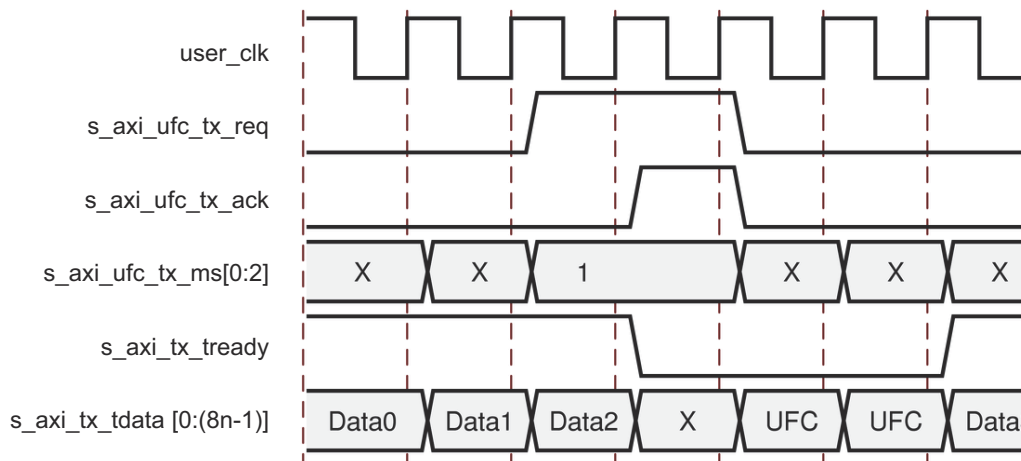 user_clk
s_axi_ufc_tx_req
s_axi_ufc_tx_ack
s_axi_ufc_tx_ms[0:2] X X 1 X X X
s_axi_tx_tready
s_axi_tx_tdata [0:(8n-1)] Data0 Data1 Data2 X UFC UFC Data